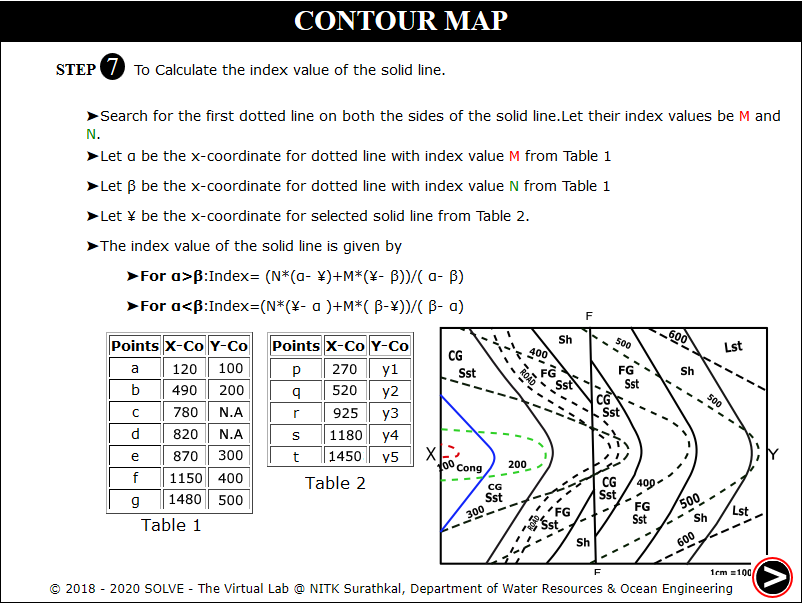 CONTOUR MAP
STEP 7 To Calculate the index value of the solid line.
➤Search for the first dotted line on both the sides of the solid line.Let their index values be M and
N.
➤Let ɑ be the x-coordinate for dotted line with index value M from Table 1
➤Let β be the x-coordinate for dotted line with index value N from Table 1
➤Let ¥ be the x-coordinate for selected solid line from Table 2.
➤The index value of the solid line is given by
➤For ɑ>β:Index= (N*(ɑ- ¥)+M*(¥- β))/( ɑ- β)
➤For ɑ<β:Index=(N*(¥- ɑ )+M*( β-¥))/( β- ɑ)
Points X-Co Y-Co
a 120 100
b 490 200
c 780 N.A
d 820 N.A
e 870 300
f 1150 400
g 1480 500
Table 1
Points X-Co Y-Co
p 270 y1
q 520 y2
r 925 y3
s 1180 y4
t 1450 y5
Table 2
F
Sh 500 600 Lst
CG 400
Sst ROAD FG Sst FG Sst Sh
CG Sst 500
X Y
100 Cong 200
CG Sst CG Sst 400
300 ROAD FG Sst FG Sst 500 Sh Lst
Sh 600
F
1cm =100
>
© 2018 - 2020 SOLVE - The Virtual Lab @ NITK Surathkal, Department of Water Resources & Ocean Engineering